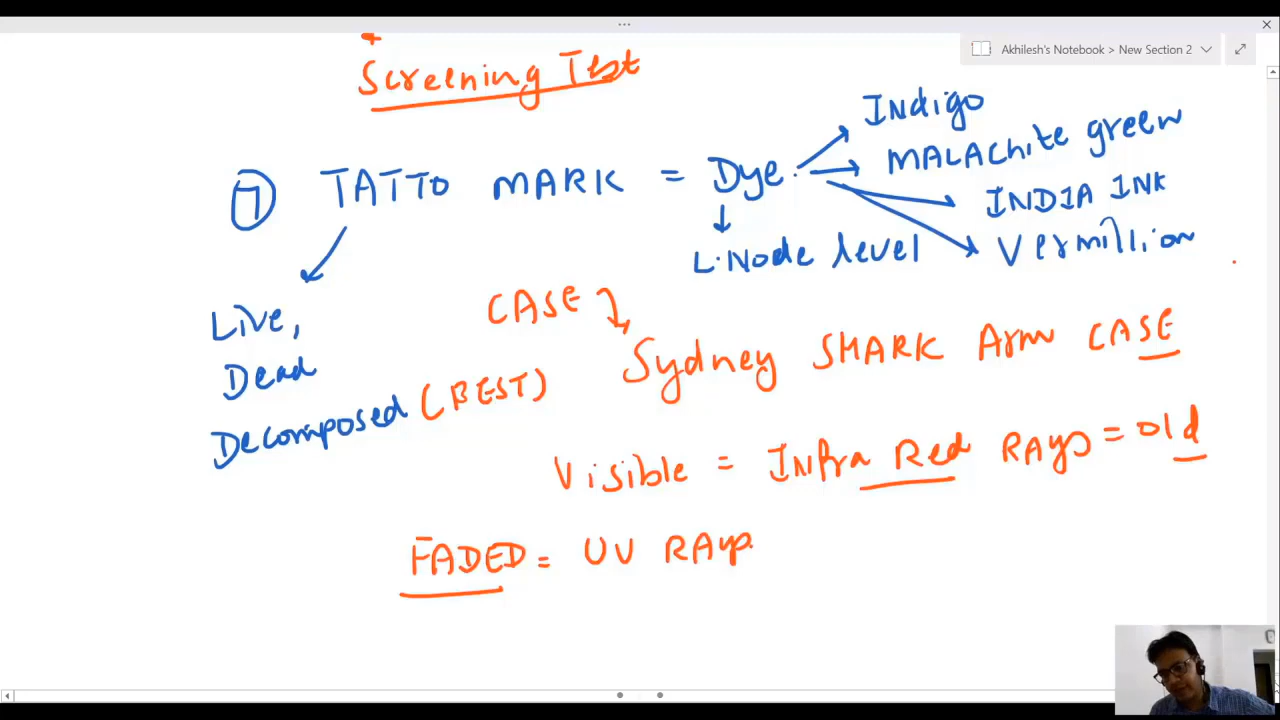 Akhilesh's Notebook > New Section 2
Screening Test
Indigo
⑦ TATTO MARK = Dye
MALAChite green
INDIA INK
Vermillion
L.Node level
Live,
Dead
Decomposed (BEST)
CASE
Sydney SHARK Arm CASE
Visible = Infra Red RAys = old
FADED = UV RAys